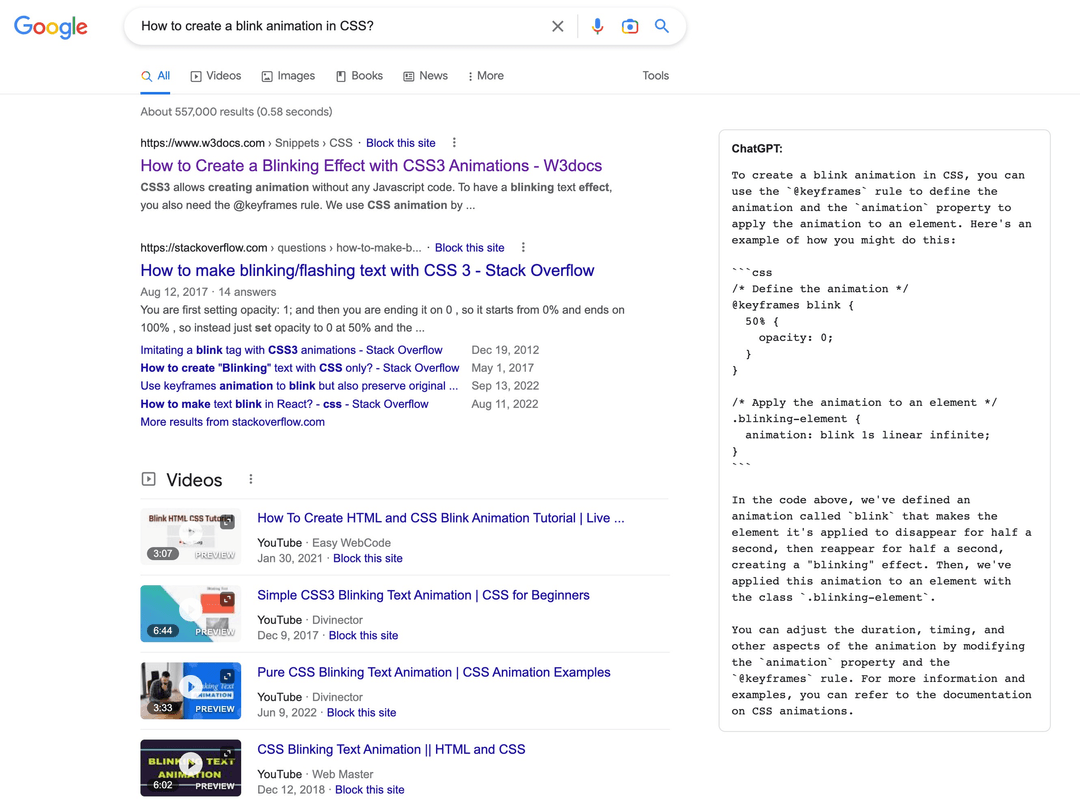 Google
How to create a blink animation in CSS?
All Videos Images Books News More Tools
About 557,000 results (0.58 seconds)
https://www.w3docs.com › Snippets › CSS · Block this site
How to Create a Blinking Effect with CSS3 Animations - W3docs
CSS3 allows creating animation without any Javascript code. To have a blinking text effect,
you also need the @keyframes rule. We use CSS animation by ...
https://stackoverflow.com › questions › how-to-make-b... · Block this site
How to make blinking/flashing text with CSS 3 - Stack Overflow
Aug 12, 2017 · 14 answers
You are first setting opacity: 1; and then you are ending it on 0 , so it starts from 0% and ends on
100% , so instead just set opacity to 0 at 50% and the ...
Imitating a blink tag with CSS3 animations - Stack Overflow Dec 19, 2012
How to create "Blinking" text with CSS only? - Stack Overflow May 1, 2017
Use keyframes animation to blink but also preserve original ... Sep 13, 2022
How to make text blink in React? - css - Stack Overflow Aug 11, 2022
More results from stackoverflow.com
Videos
Blink HTML CSS Tutorial
3:07 PREVIEW
How To Create HTML and CSS Blink Animation Tutorial | Live ...
YouTube · Easy WebCode
Jan 30, 2021 · Block this site
6:44 PREVIEW
Simple CSS3 Blinking Text Animation | CSS for Beginners
YouTube · Divinector
Dec 9, 2017 · Block this site
ANIMATION
3:33 PREVIEW
Pure CSS Blinking Text Animation | CSS Animation Examples
YouTube · Divinector
Jun 9, 2022 · Block this site
TEXT
ANIMATION
6:02 PREVIEW
CSS Blinking Text Animation || HTML and CSS
YouTube · Web Master
Dec 12, 2018 · Block this site
ChatGPT:
To create a blink animation in CSS, you can
use the `@keyframes` rule to define the
animation and the `animation` property to
apply the animation to an element. Here's an
example of how you might do this:
```css
/* Define the animation */
@keyframes blink {
50% {
opacity: 0;
}
}
/* Apply the animation to an element */
.blinking-element {
animation: blink 1s linear infinite;
}
```
In the code above, we've defined an
animation called `blink` that makes the
element it's applied to disappear for half a
second, then reappear for half a second,
creating a "blinking" effect. Then, we've
applied this animation to an element with
the class `.blinking-element`.
You can adjust the duration, timing, and
other aspects of the animation by modifying
the `animation` property and the
`@keyframes` rule. For more information and
examples, you can refer to the documentation
on CSS animations.